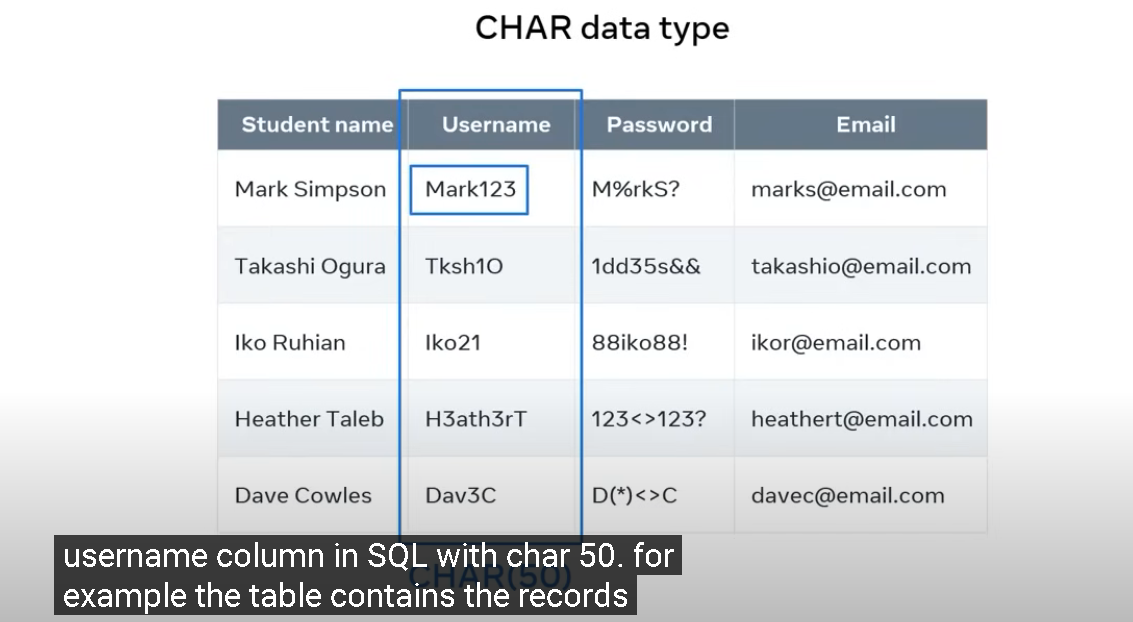 CHAR data type
Student name Username Password Email
Mark Simpson Mark123 M%rkS? marks@email.com
Takashi Ogura Tksh1O 1dd35s&& takashio@email.com
Iko Ruhian Iko21 88iko88! ikor@email.com
Heather Taleb H3ath3rT 123<>123? heathert@email.com
Dave Cowles Dav3C D(*)<>C davec@email.com
username column in SQL with char 50. for
CHAR(50)
example the table contains the records